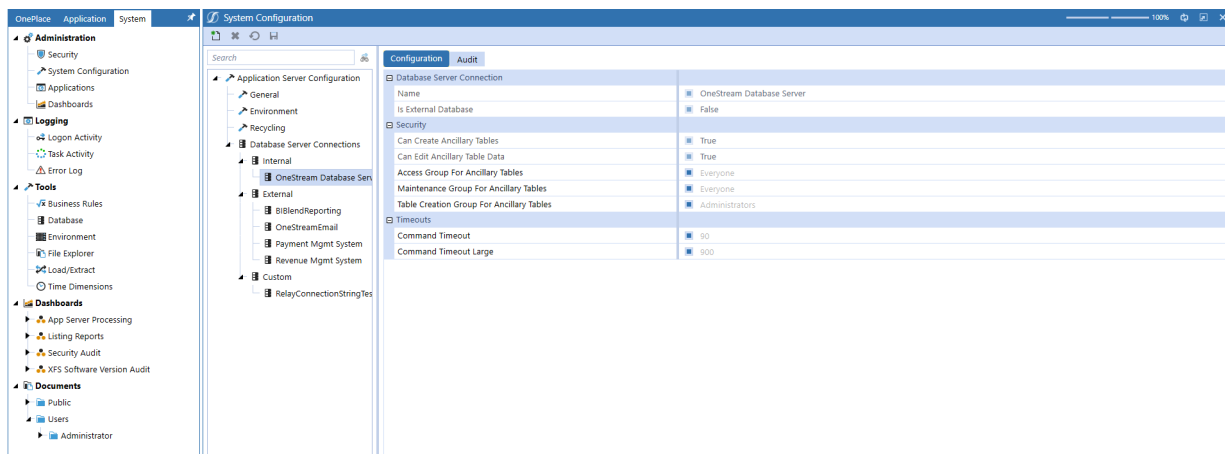 OnePlace Application System
System Configuration
100%
Administration
Security
System Configuration
Applications
Dashboards
Logging
Logon Activity
Task Activity
Error Log
Tools
Business Rules
Database
Environment
File Explorer
Load/Extract
Time Dimensions
Dashboards
App Server Processing
Listing Reports
Security Audit
XFS Software Version Audit
Documents
Public
Users
Administrator
Search
Application Server Configuration
General
Environment
Recycling
Database Server Connections
Internal
OneStream Database Serv
External
BIBlendReporting
OneStreamEmail
Payment Mgmt System
Revenue Mgmt System
Custom
RelayConnectionStringTes
Configuration Audit
Database Server Connection
Name OneStream Database Server
Is External Database False
Security
Can Create Ancillary Tables True
Can Edit Ancillary Table Data True
Access Group For Ancillary Tables Everyone
Maintenance Group For Ancillary Tables Everyone
Table Creation Group For Ancillary Tables Administrators
Timeouts
Command Timeout 90
Command Timeout Large 900